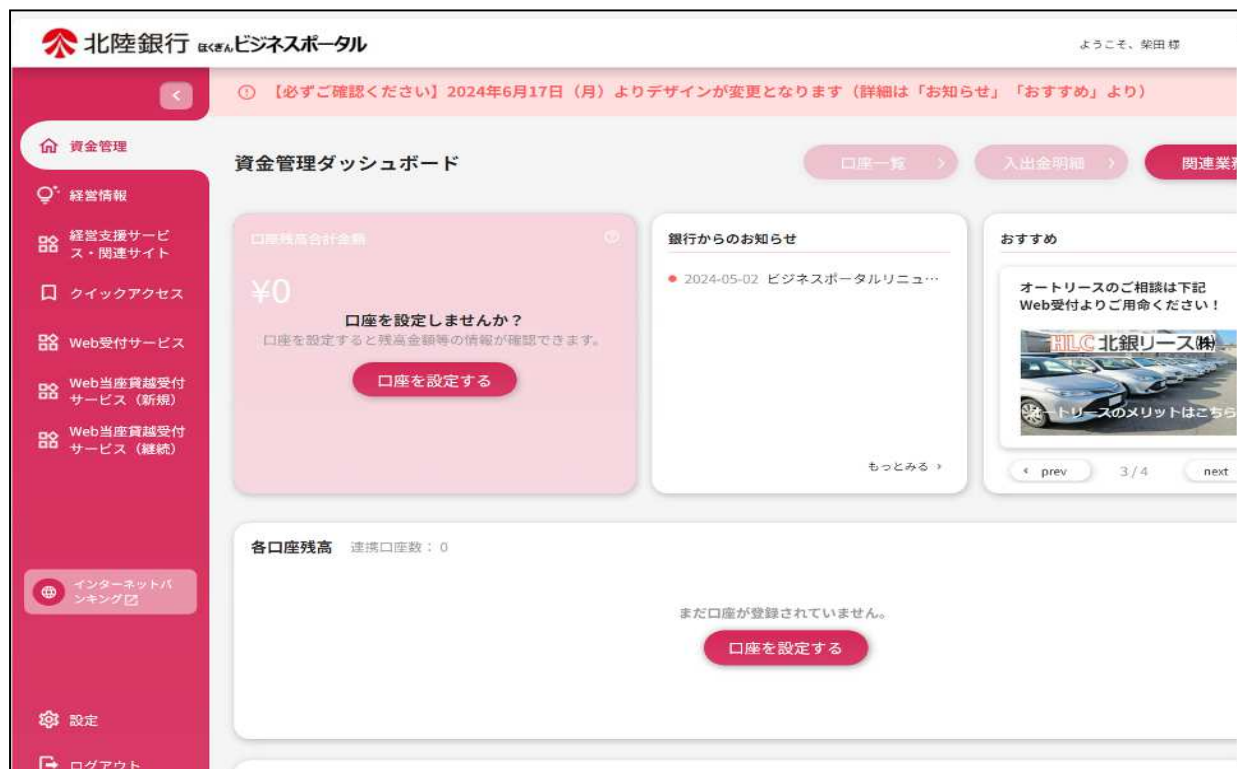 北陸銀行 ほくぎんビジネスポータル
ようこそ、柴田 様
【必ずご確認ください】2024年6月17日（月）よりデザインが変更となります（詳細は「お知らせ」「おすすめ」より）
資金管理
経営情報
経営支援サービ
ス・関連サイト
クイックアクセス
Web受付サービス
Web当座貸越受付
サービス（新規）
Web当座貸越受付
サービス（継続）
インターネットバ
ンキング
設定
ログアウト
資金管理ダッシュボード
口座一覧
入出金明細
関連業務
口座残高合計金額
¥0
口座を設定しませんか？
口座を設定すると残高金額等の情報が確認できます。
口座を設定する
銀行からのお知らせ
2024-05-02 ビジネスポータルリニュ…
もっとみる
おすすめ
オートリースのご相談は下記
Web受付よりご用命ください！
HLC 北銀リース㈱
オートリースのメリットはこちら
prev
3 / 4
next
各口座残高 連携口座数：0
まだ口座が登録されていません。
口座を設定する